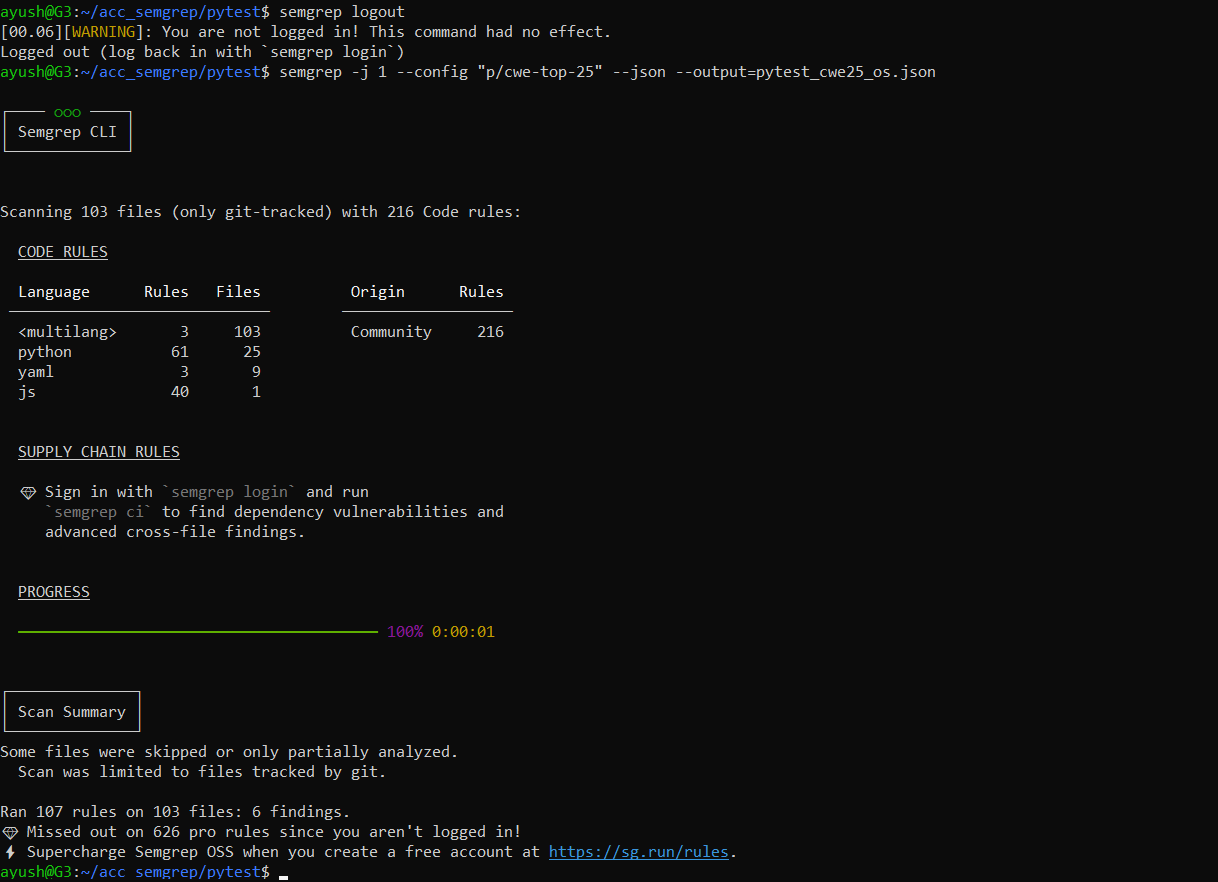 ayush@G3:~/acc_semgrep/pytest$ semgrep logout
[00.06][WARNING]: You are not logged in! This command had no effect.
Logged out (log back in with `semgrep login`)
ayush@G3:~/acc_semgrep/pytest$ semgrep -j 1 --config "p/cwe-top-25" --json --output=pytest_cwe25_os.json
ooo
Semgrep CLI
Scanning 103 files (only git-tracked) with 216 Code rules:
CODE RULES
Language Rules Files Origin Rules
<multilang> 3 103 Community 216
python 61 25
yaml 3 9
js 40 1
SUPPLY CHAIN RULES
Sign in with `semgrep login` and run
`semgrep ci` to find dependency vulnerabilities and
advanced cross-file findings.
PROGRESS
100% 0:00:01
Scan Summary
Some files were skipped or only partially analyzed.
Scan was limited to files tracked by git.
Ran 107 rules on 103 files: 6 findings.
Missed out on 626 pro rules since you aren't logged in!
Supercharge Semgrep OSS when you create a free account at https://sg.run/rules.
ayush@G3:~/acc_semgrep/pytest$